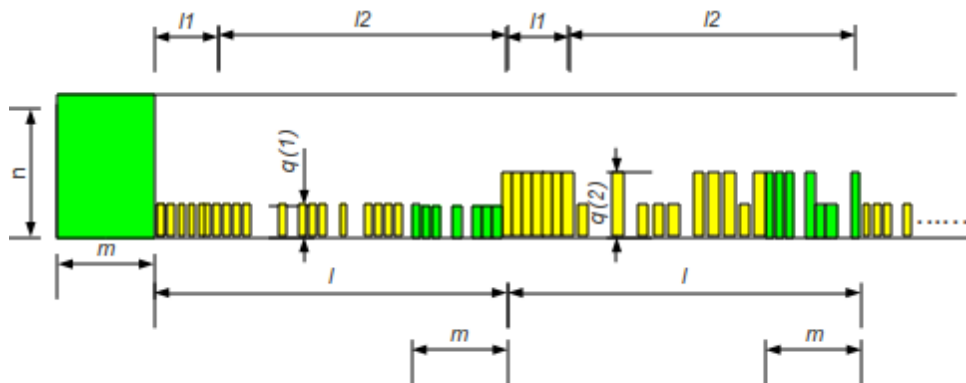 l1 l2 l1 l2
n
q(1)
q(2)
......
m l l
m m